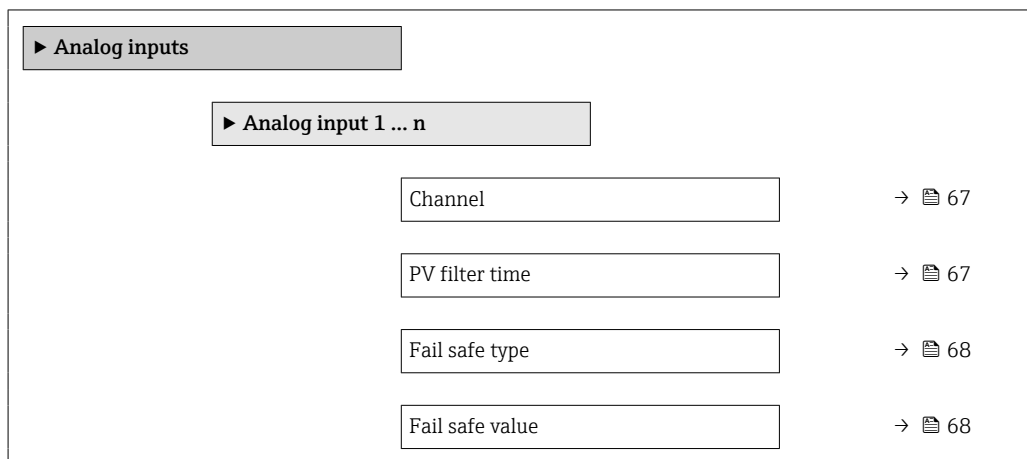 ▶ Analog inputs
▶ Analog input 1 ... n
Channel → 67
PV filter time → 67
Fail safe type → 68
Fail safe value → 68